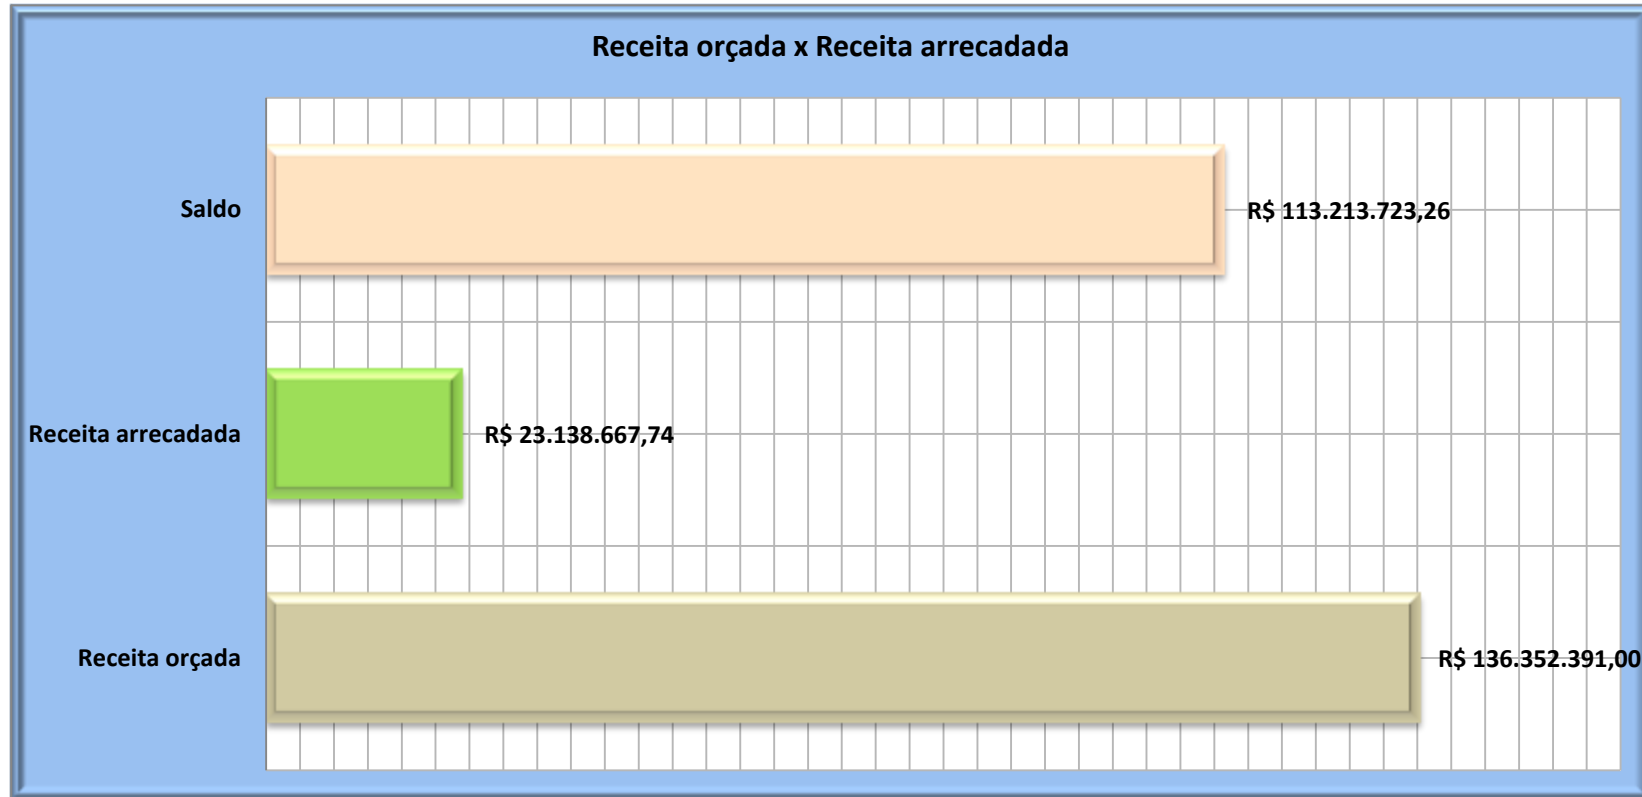 Receita orçada x Receita arrecadada
Saldo
R$ 113.213.723,26
Receita arrecadada
R$ 23.138.667,74
Receita orçada
R$ 136.352.391,00